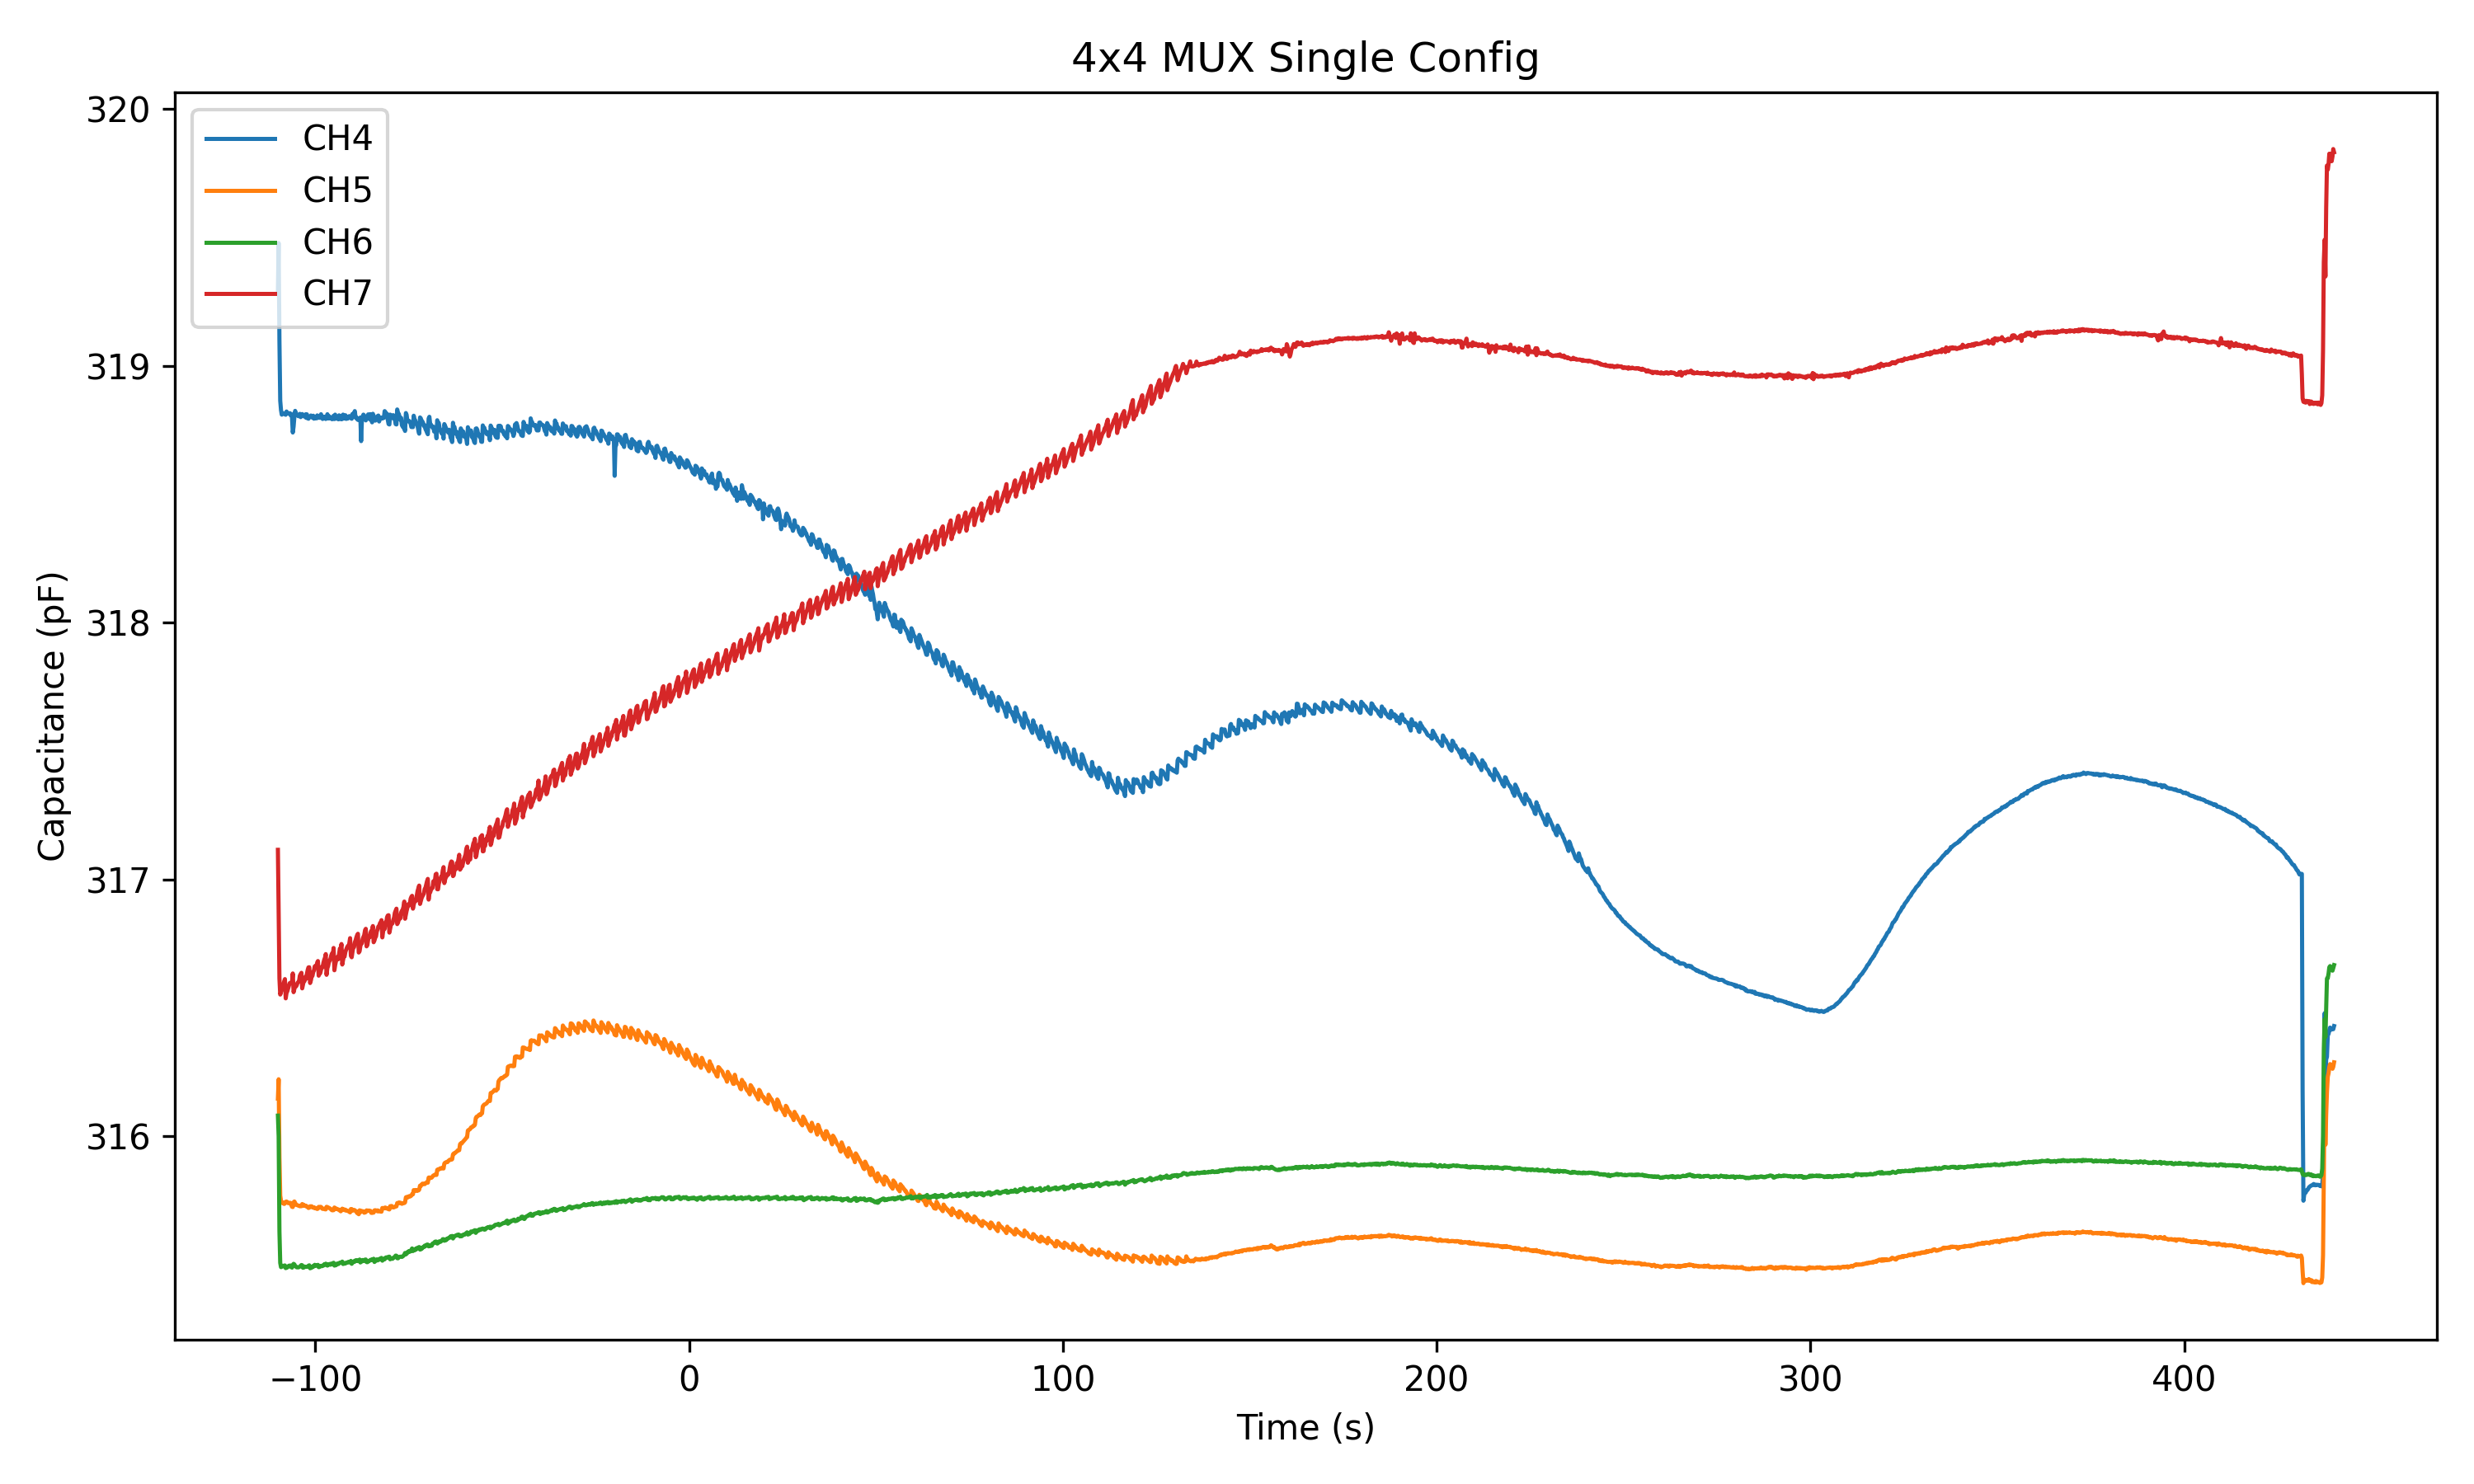 4x4 MUX Single Config
320
319
318
317
316
Capacitance (pF)
CH4
CH5
CH6
CH7
−100
0
100
200
300
400
Time (s)